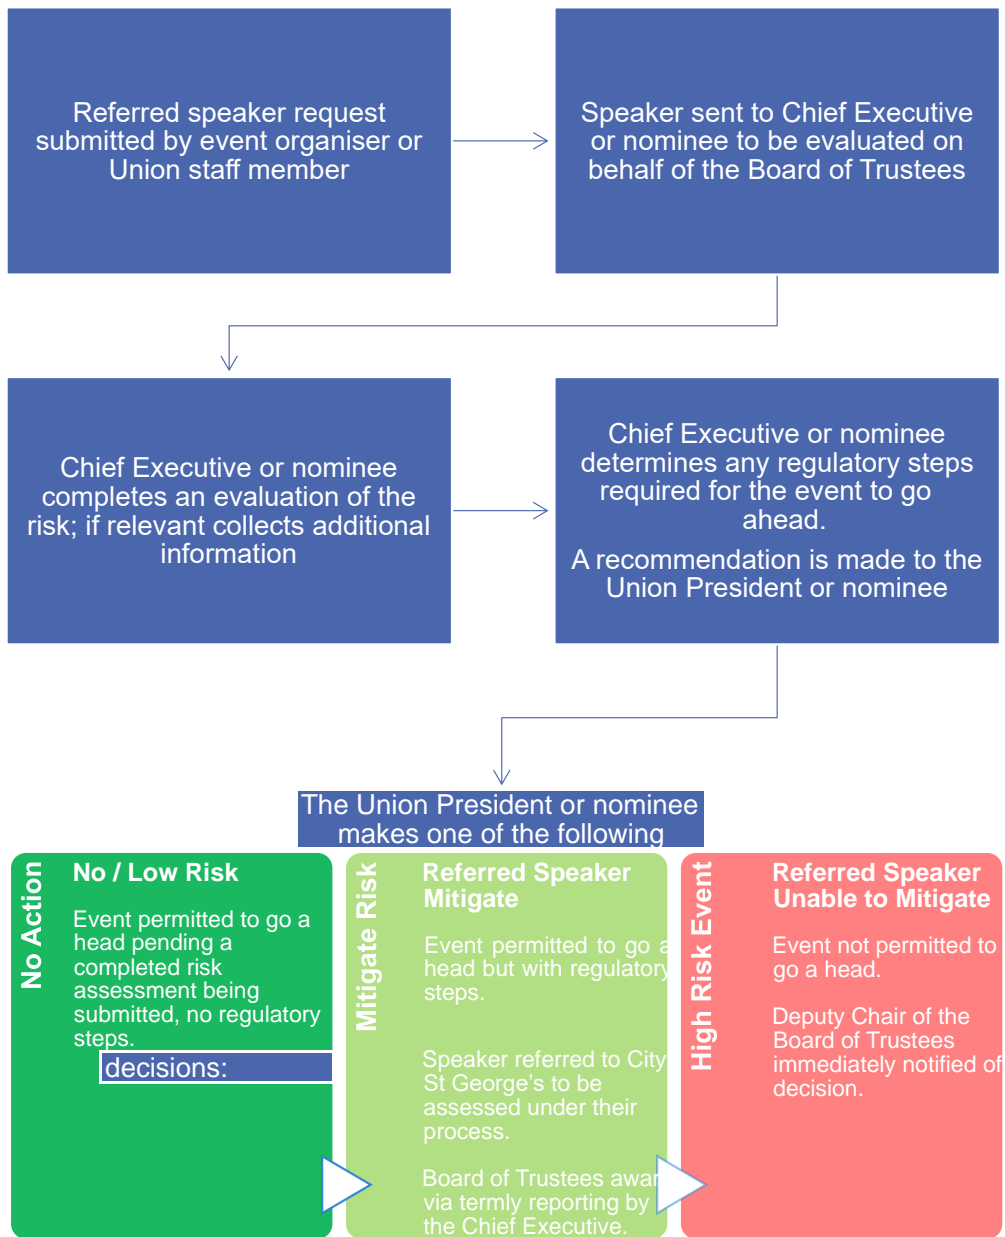 Referred speaker request
submitted by event organiser or
Union staff member
Speaker sent to Chief Executive
or nominee to be evaluated on
behalf of the Board of Trustees
Chief Executive or nominee
completes an evaluation of the
risk; if relevant collects additional
information
Chief Executive or nominee
determines any regulatory steps
required for the event to go
ahead.
A recommendation is made to the
Union President or nominee
The Union President or nominee
makes one of the following
decisions:
No Action
No / Low Risk
Event permitted to go a
head pending a
completed risk
assessment being
submitted, no regulatory
steps.
Mitigate Risk
Referred Speaker
Mitigate
Event permitted to go a
head but with regulatory
steps.
Speaker referred to City
St George's to be
assessed under their
process.
Board of Trustees awar
via termly reporting by
the Chief Executive.
High Risk Event
Referred Speaker
Unable to Mitigate
Event not permitted to
go a head.
Deputy Chair of the
Board of Trustees
immediately notified of
decision.